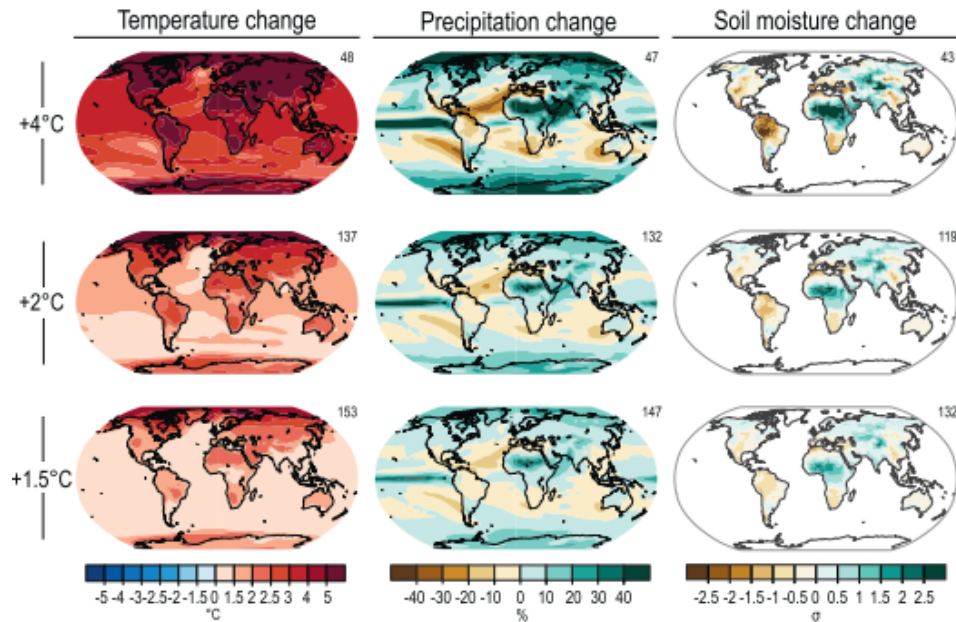 Temperature change Precipitation change Soil moisture change
48 47 43
+4°C
137 132 119
+2°C
153 147 132
+1.5°C
-5 -4 -3 -2.5 -2 -1.5 0 1.5 2 2.5 3 4 5
-40 -30 -20 -10 0 10 20 30 40
-2.5 -2 -1.5 -1 -0.5 0 0.5 1 1.5 2 2.5
°C % σ